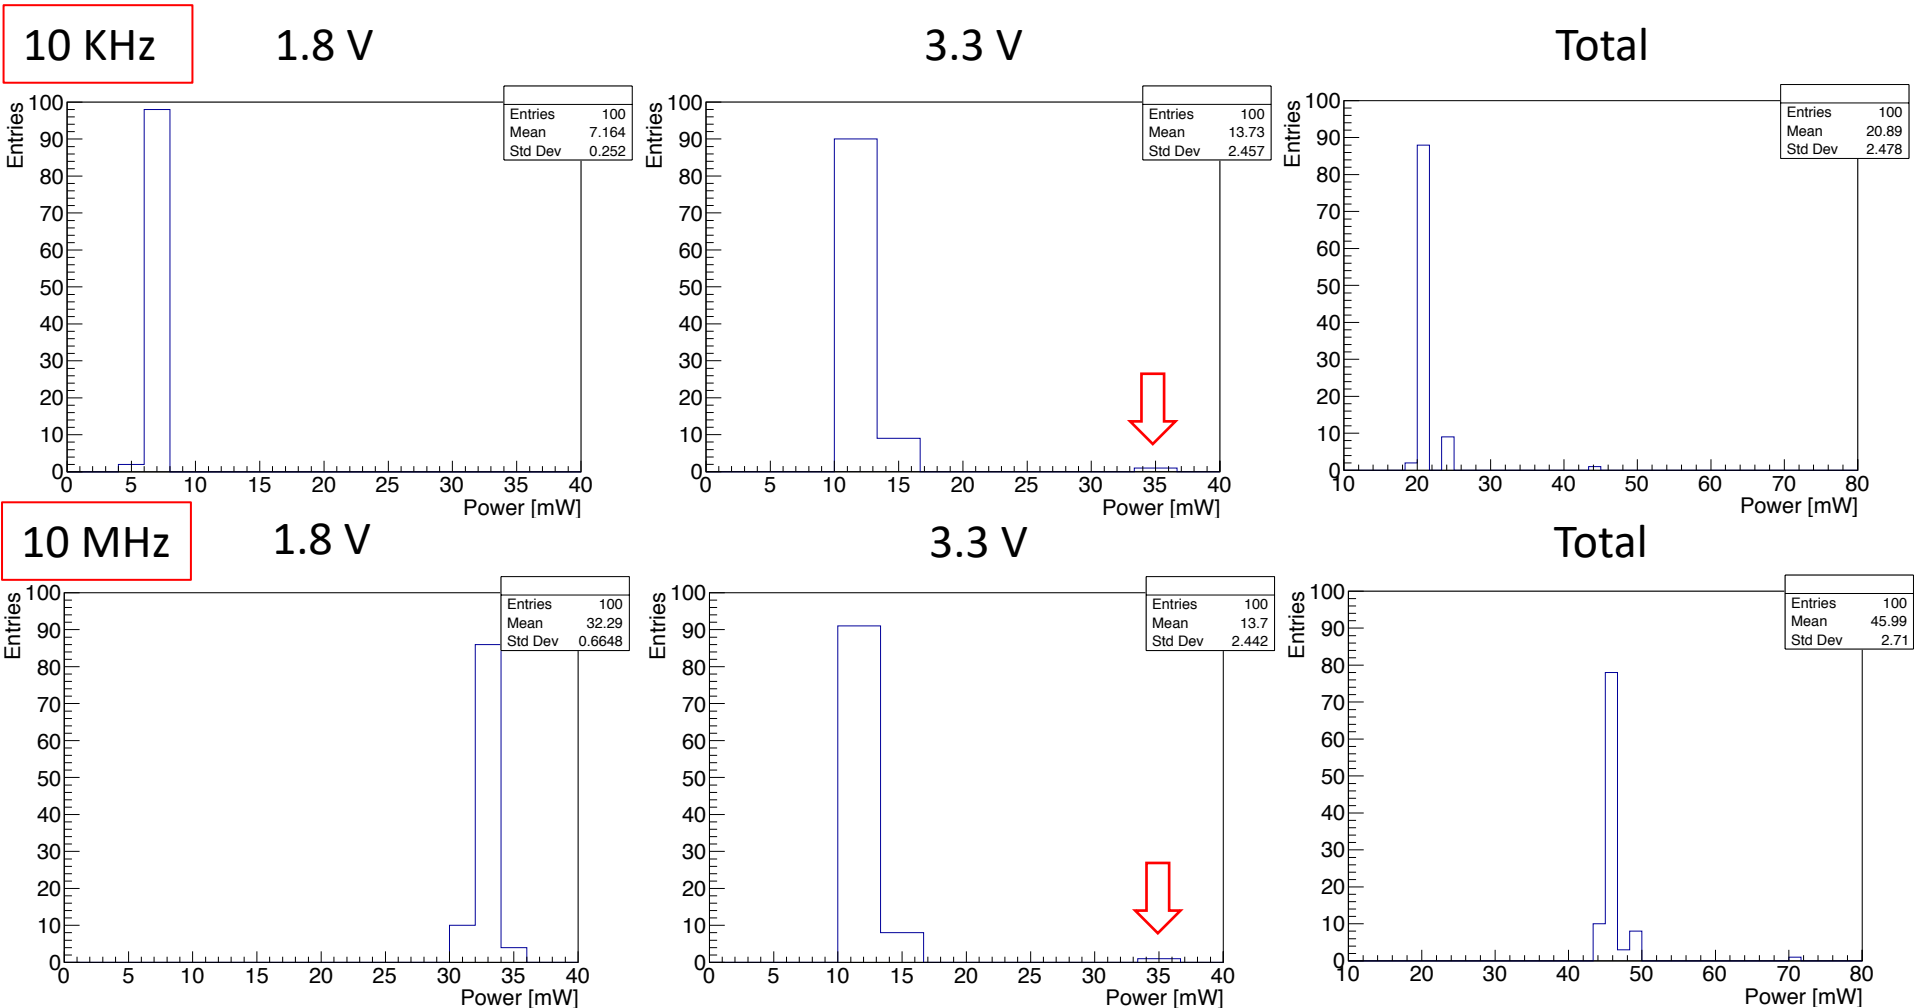 10 KHz
1.8 V
3.3 V
Total
Entries
100
90
80
70
60
50
40
30
20
10
0
0 5 10 15 20 25 30 35 40
Power [mW]
Entries 100
Mean 7.164
Std Dev 0.252
Entries
100
90
80
70
60
50
40
30
20
10
0
0 5 10 15 20 25 30 35 40
Power [mW]
Entries 100
Mean 13.73
Std Dev 2.457
Entries
100
90
80
70
60
50
40
30
20
10
0
10 20 30 40 50 60 70 80
Power [mW]
Entries 100
Mean 20.89
Std Dev 2.478
10 MHz
1.8 V
3.3 V
Total
Entries
100
90
80
70
60
50
40
30
20
10
0
0 5 10 15 20 25 30 35 40
Power [mW]
Entries 100
Mean 32.29
Std Dev 0.6648
Entries
100
90
80
70
60
50
40
30
20
10
0
0 5 10 15 20 25 30 35 40
Power [mW]
Entries 100
Mean 13.7
Std Dev 2.442
Entries
100
90
80
70
60
50
40
30
20
10
0
10 20 30 40 50 60 70 80
Power [mW]
Entries 100
Mean 45.99
Std Dev 2.71